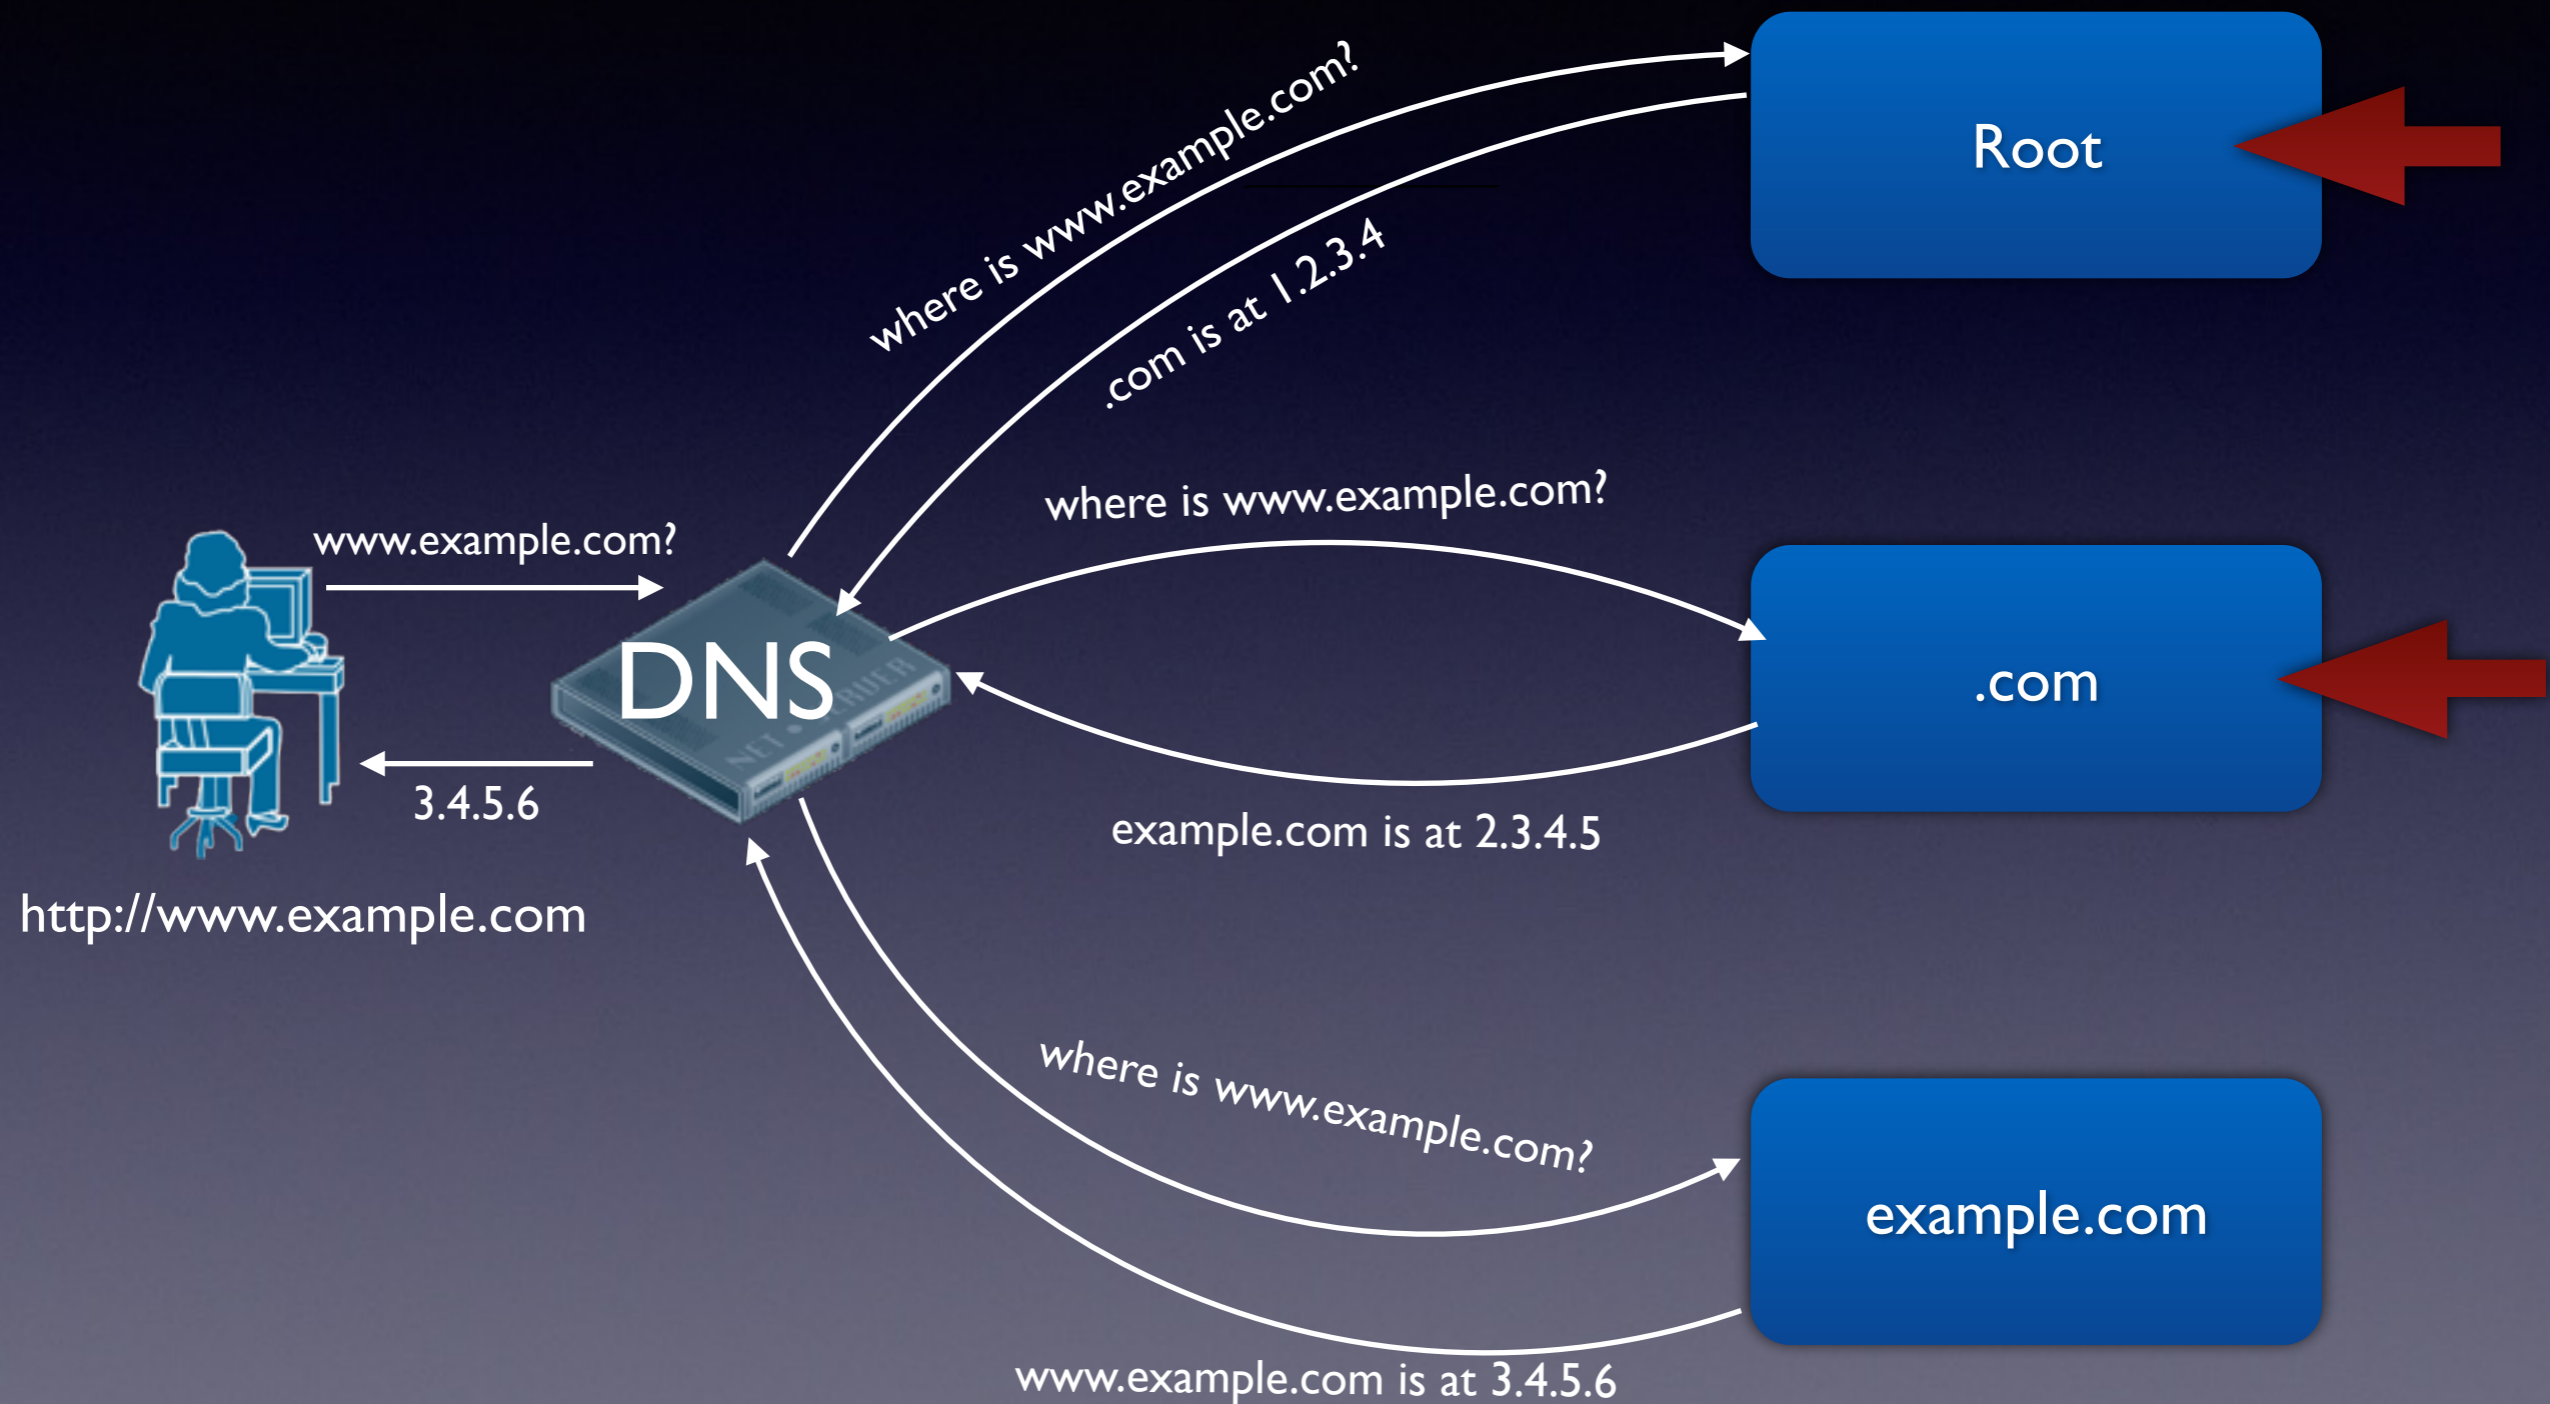 where is www.example.com?
Root
.com is at 1.2.3.4
where is www.example.com?
www.example.com?
DNS
NET • SERVER
.com
3.4.5.6
example.com is at 2.3.4.5
http://www.example.com
where is www.example.com?
example.com
www.example.com is at 3.4.5.6